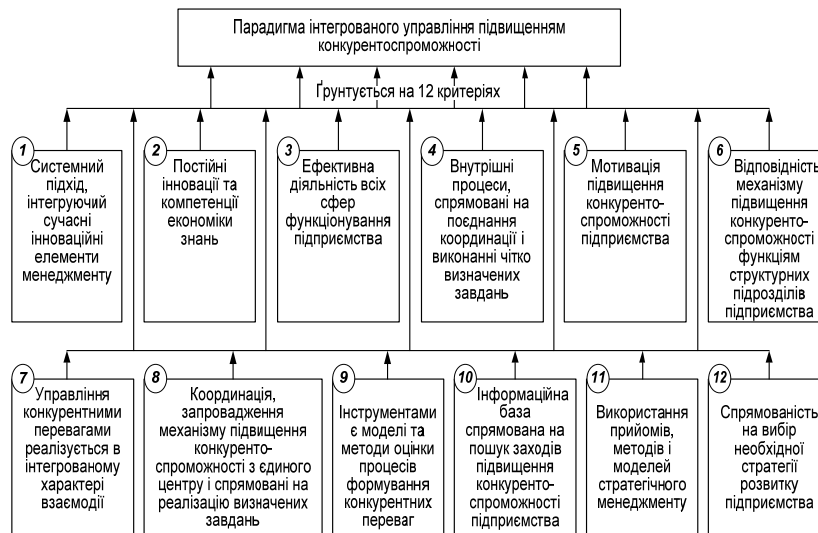 Парадигма інтегрованого управління підвищенням
конкурентоспроможності
Ґрунтується на 12 критеріях
1
Системний
підхід,
інтегруючий
сучасні
інноваційні
елементи
менеджменту
2
Постійні
інновації та
компетенції
економіки
знань
3
Ефективна
діяльність всіх
сфер
функціонування
підприємства
4
Внутрішні
процеси,
спрямовані на
поєднання
координації і
виконанні чітко
визначених
завдань
5
Мотивація
підвищення
конкуренто-
спроможності
підприємства
6
Відповідність
механізму
підвищення
конкуренто-
спроможності
функціям
структурних
підрозділів
підприємства
7
Управління
конкурентними
перевагами
реалізується в
інтегрованому
характері
взаємодії
8
Координація,
запровадження
механізму підвищення
конкуренто-
спроможності з єдиного
центру і спрямовані на
реалізацію визначених
завдань
9
Інструментами
є моделі та
методи оцінки
процесів
формування
конкурентних
переваг
10
Інформаційна
база
спрямована на
пошук заходів
підвищення
конкуренто-
спроможності
підприємства
11
Використання
прийомів,
методів і
моделей
стратегічного
менеджменту
12
Спрямованість
на вибір
необхідної
стратегії
розвитку
підприємства